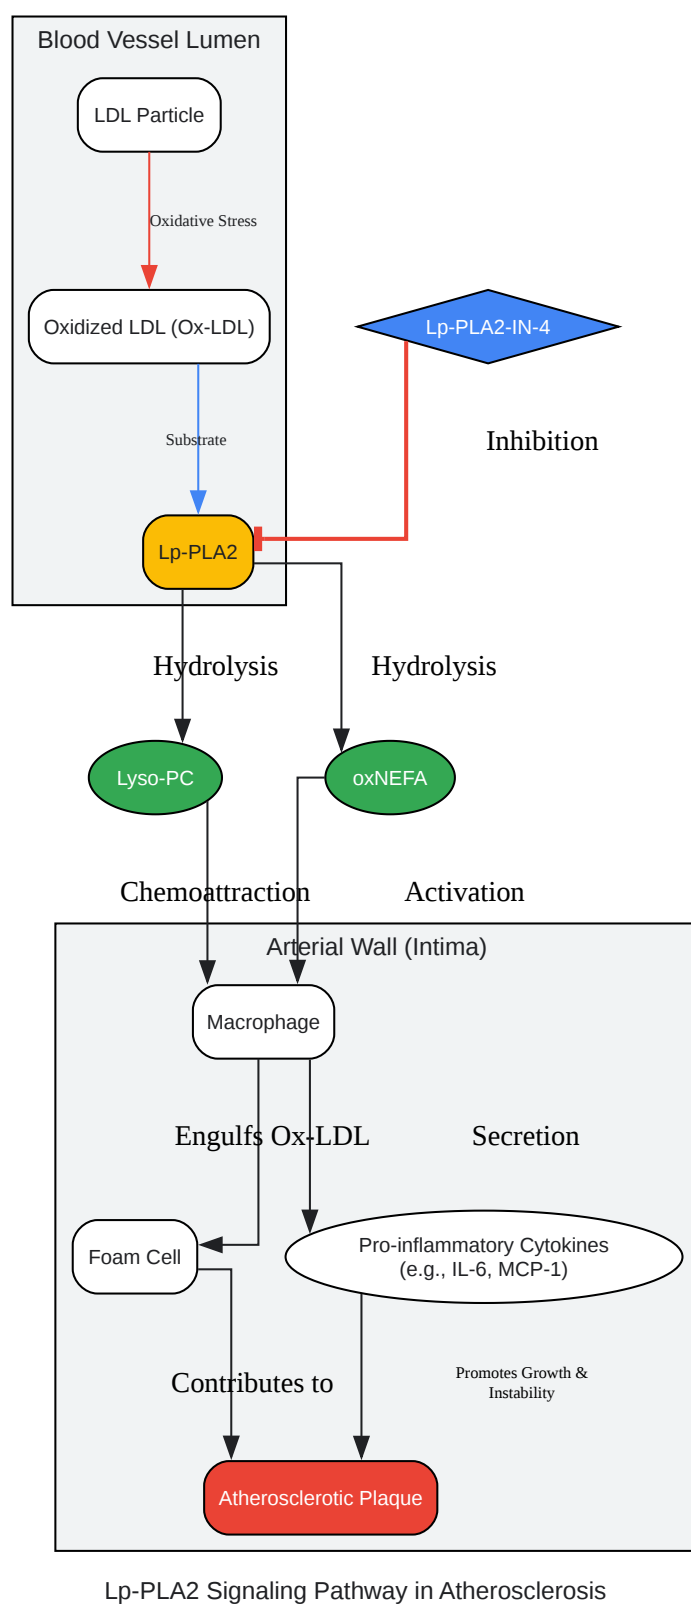 Blood Vessel Lumen
LDL Particle
Oxidative Stress
Oxidized LDL (Ox-LDL)
Lp-PLA2-IN-4
Substrate
Inhibition
Lp-PLA2
Hydrolysis
Hydrolysis
Lyso-PC
oxNEFA
Chemoattraction
Activation
Arterial Wall (Intima)
Macrophage
Engulfs Ox-LDL
Secretion
Foam Cell
Pro-inflammatory Cytokines
(e.g., IL-6, MCP-1)
Contributes to
Promotes Growth &
Instability
Atherosclerotic Plaque
Lp-PLA2 Signaling Pathway in Atherosclerosis